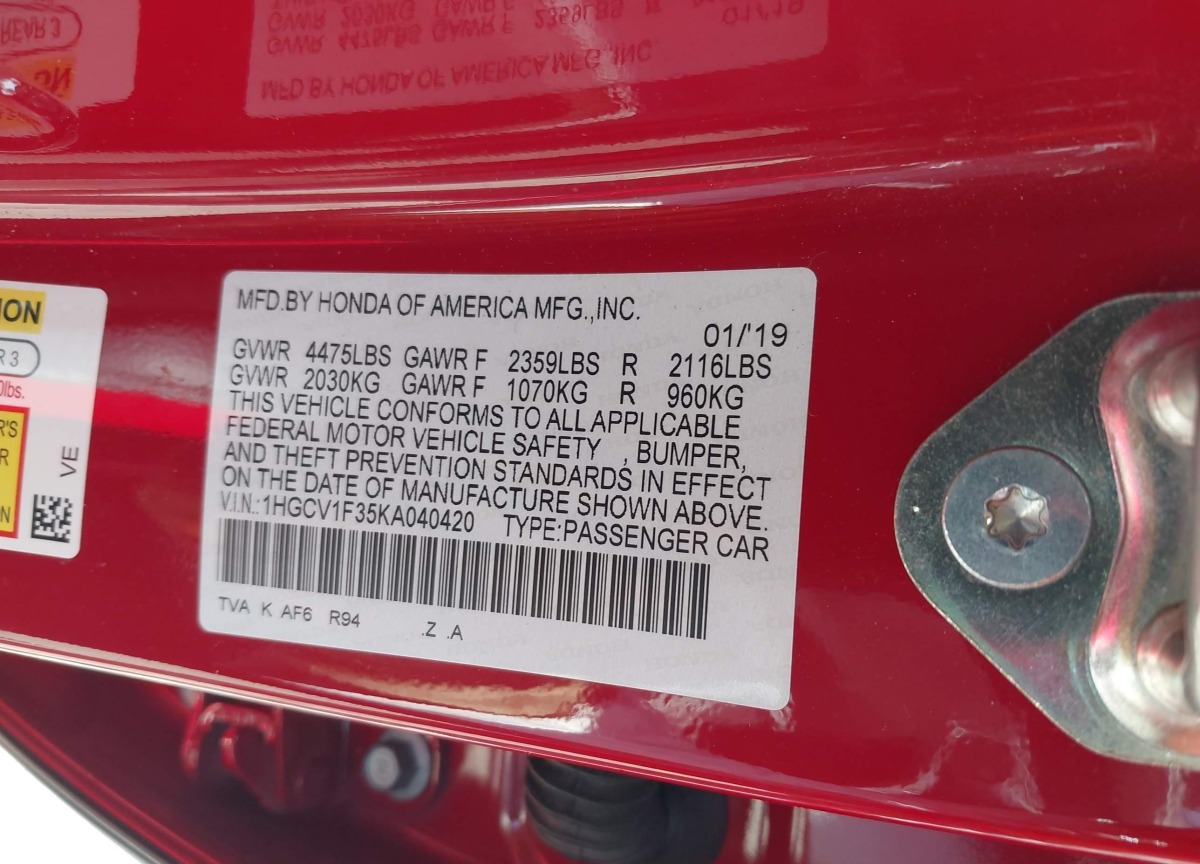 MFD.BY HONDA OF AMERICA MFG.,INC.
01/'19
GVWR 4475LBS GAWR F 2359LBS R 2116LBS
GVWR 2030KG GAWR F 1070KG R 960KG
THIS VEHICLE CONFORMS TO ALL APPLICABLE
FEDERAL MOTOR VEHICLE SAFETY , BUMPER,
AND THEFT PREVENTION STANDARDS IN EFFECT
ON THE DATE OF MANUFACTURE SHOWN ABOVE.
V.I.N.:1HGCV1F35KA040420 TYPE:PASSENGER CAR
TVA K AF6 R94 .Z .A
R 3
VE